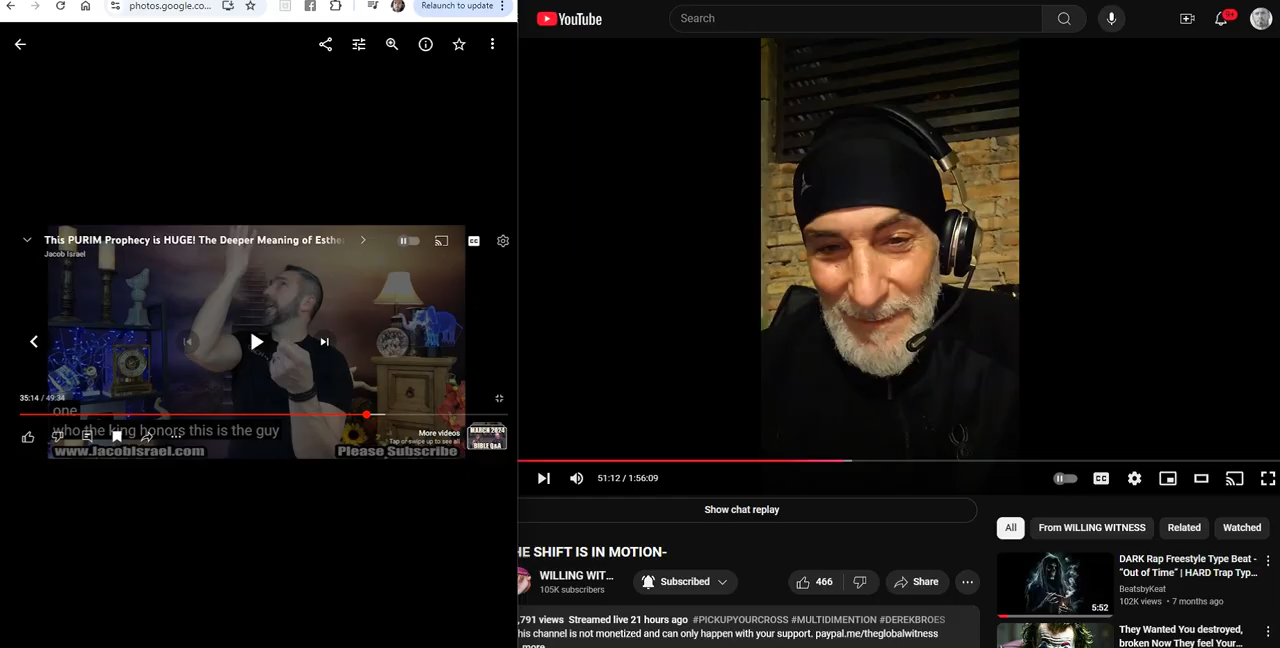 photos.google.co...
Relaunch to update
This PURIM Prophecy is HUGE! The Deeper Meaning of Esthe
Jacob Israel
35:14 / 49:34
one
who the king honors this is the guy
www.JacobIsrael.com
Please Subscribe
More videos
Tap or swipe up to see all
MARCH 2024
BIBLE Q&A
YouTube
Search
9+
51:12 / 1:56:09
Show chat replay
HE SHIFT IS IN MOTION-
WILLING WIT...
105K subscribers
Subscribed
466
Share
,791 views Streamed live 21 hours ago #PICKUPYOURCROSS #MULTIDIMENTION #DEREKBROES
his channel is not monetized and can only happen with your support. paypal.me/theglobalwitness
more
All
From WILLING WITNESS
Related
Watched
DARK Rap Freestyle Type Beat -
"Out of Time" | HARD Trap Typ...
BeatsbyKeat
102K views • 7 months ago
5:52
They Wanted You destroyed,
broken Now They feel Your...